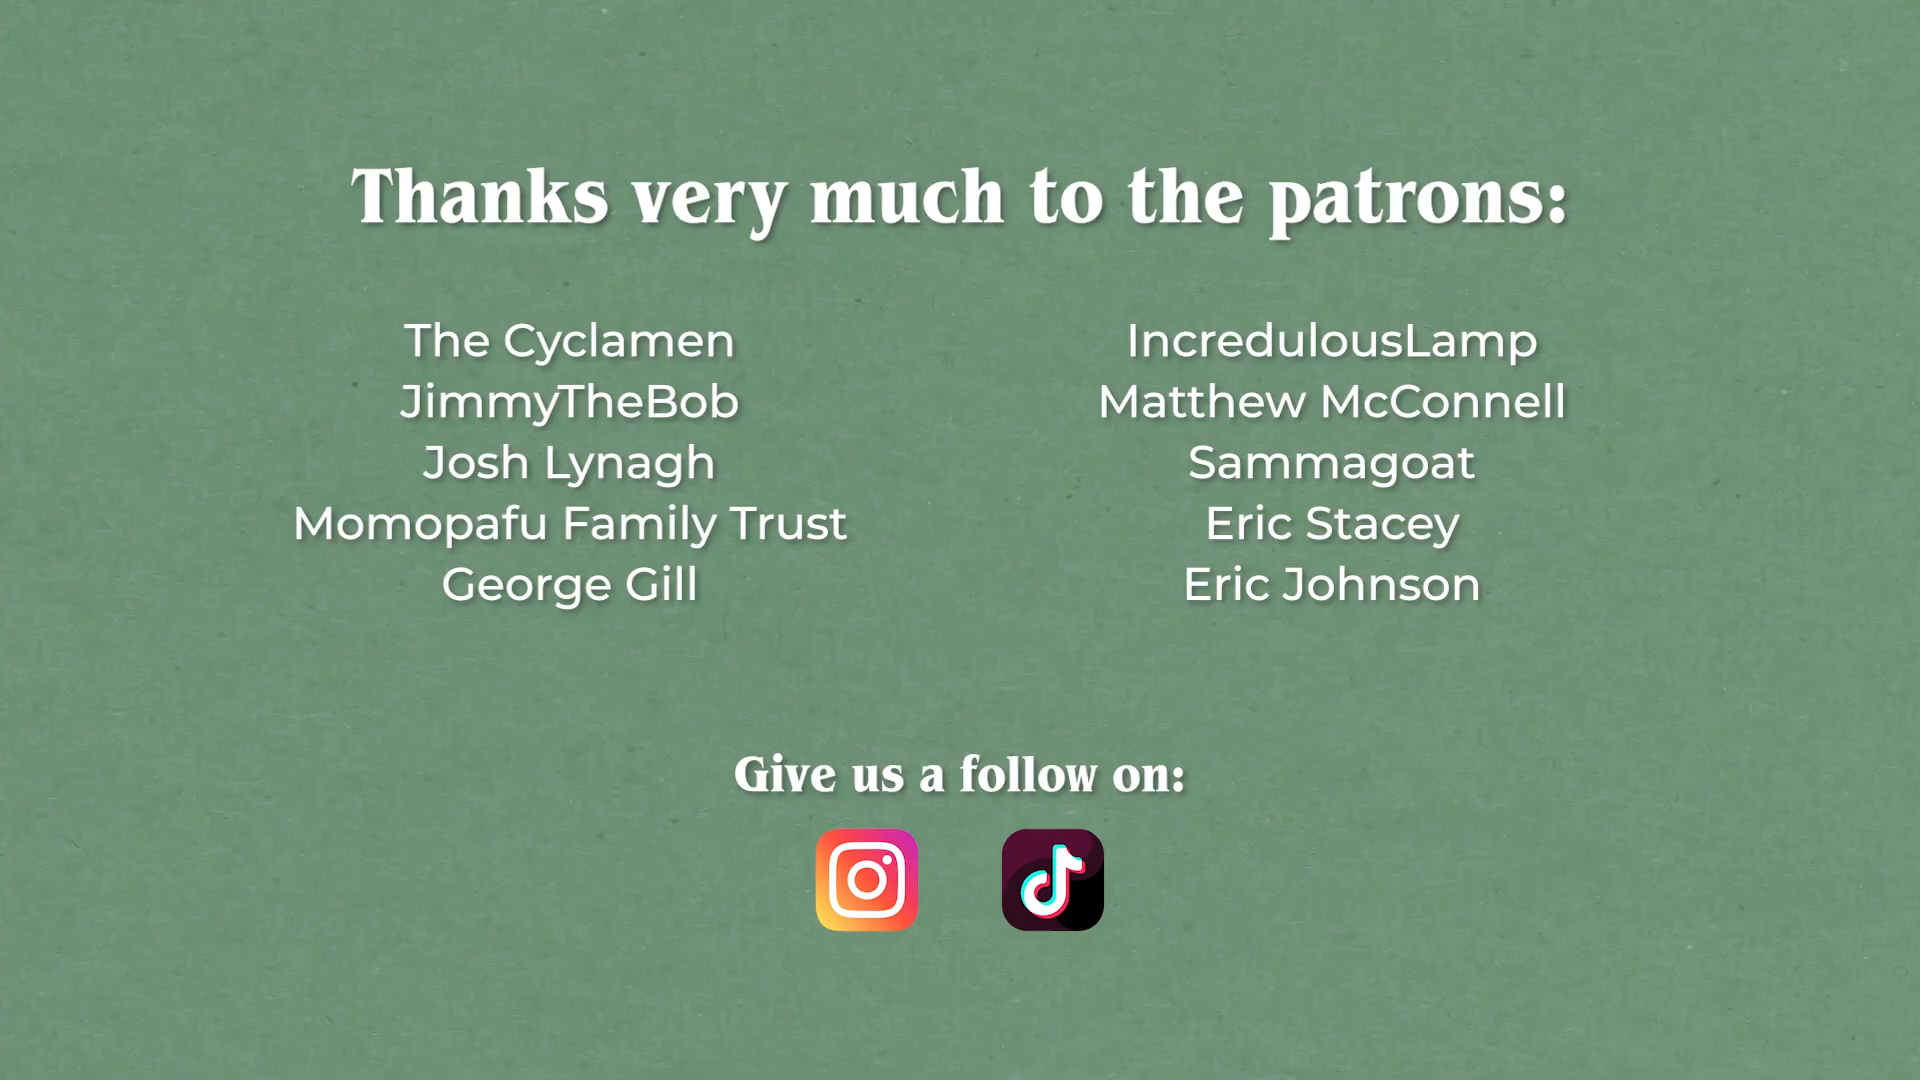 Thanks very much to the patrons:
The Cyclamen
JimmyTheBob
Josh Lynagh
Momopafu Family Trust
George Gill
IncredulousLamp
Matthew McConnell
Sammagoat
Eric Stacey
Eric Johnson
Give us a follow on: